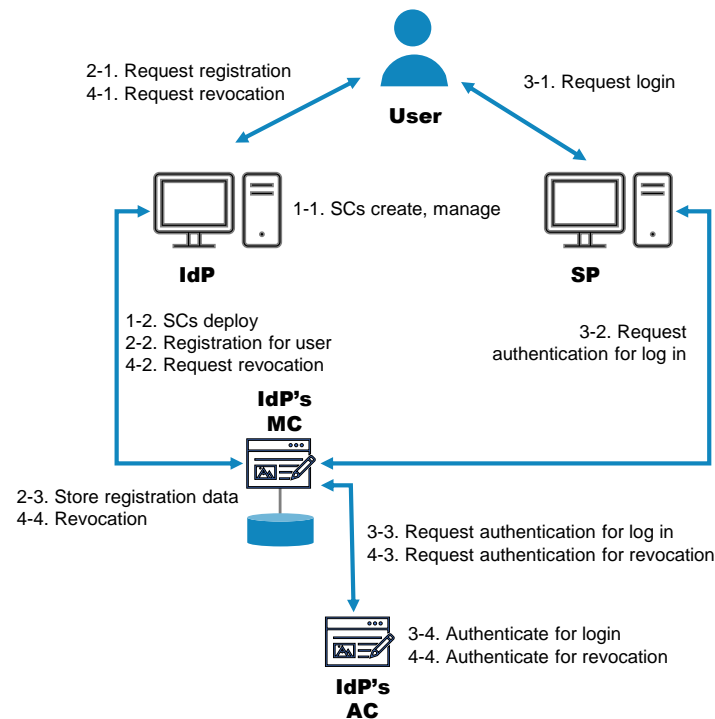 2-1. Request registration
4-1. Request revocation
3-1. Request login
User
1-1. SCs create, manage
IdP
SP
1-2. SCs deploy
2-2. Registration for user
4-2. Request revocation
3-2. Request
authentication for log in
IdP's
MC
2-3. Store registration data
4-4. Revocation
3-3. Request authentication for log in
4-3. Request authentication for revocation
3-4. Authenticate for login
4-4. Authenticate for revocation
IdP's
AC